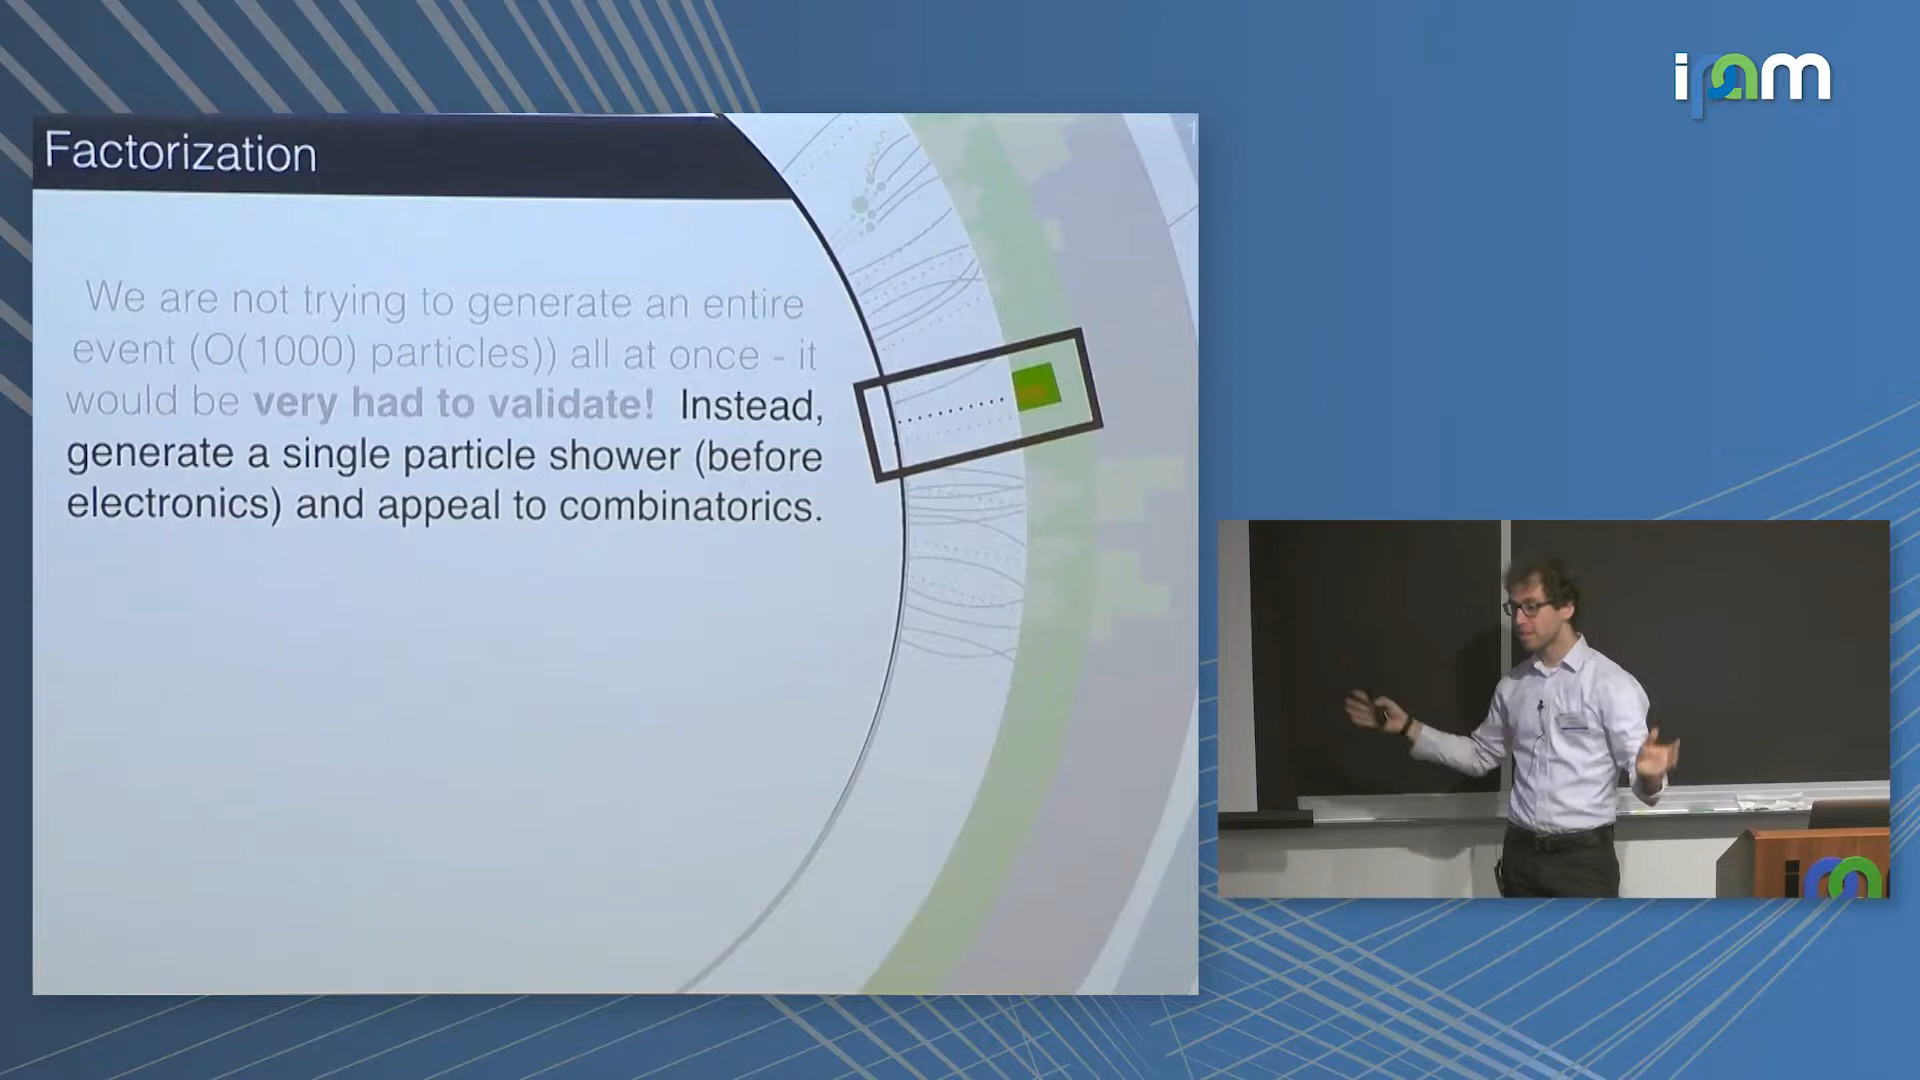 ipam
Factorization
We are not trying to generate an entire
event (O(1000) particles)) all at once - it
would be very had to validate! Instead,
generate a single particle shower (before
electronics) and appeal to combinatorics.